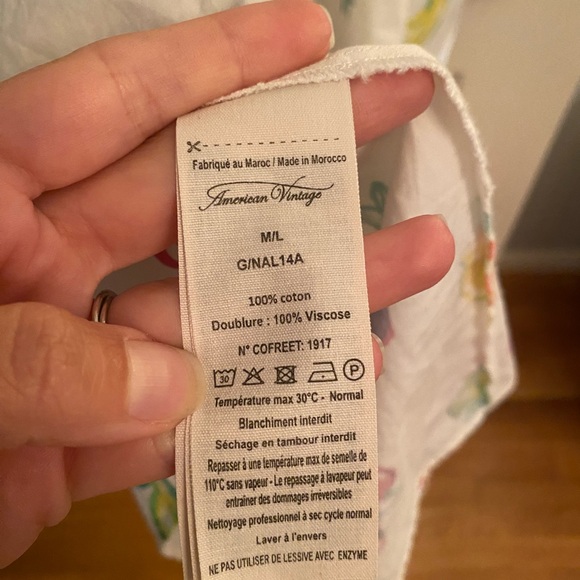 Fabriqué au Maroc / Made in Morocco
American Vintage
M/L
G/NAL14A
100% coton
Doublure : 100% Viscose
N° COFREET: 1917
30 P
Température max 30°C - Normal
Blanchiment interdit
Séchage en tambour interdit
Repasser à une température max de semelle de
110°C sans vapeur - Le repassage à lavapeur peut
entraîner des dommages irréversibles
Nettoyage professionnel à sec cycle normal
Laver à l'envers
NE PAS UTILISER DE LESSIVE AVEC ENZYME